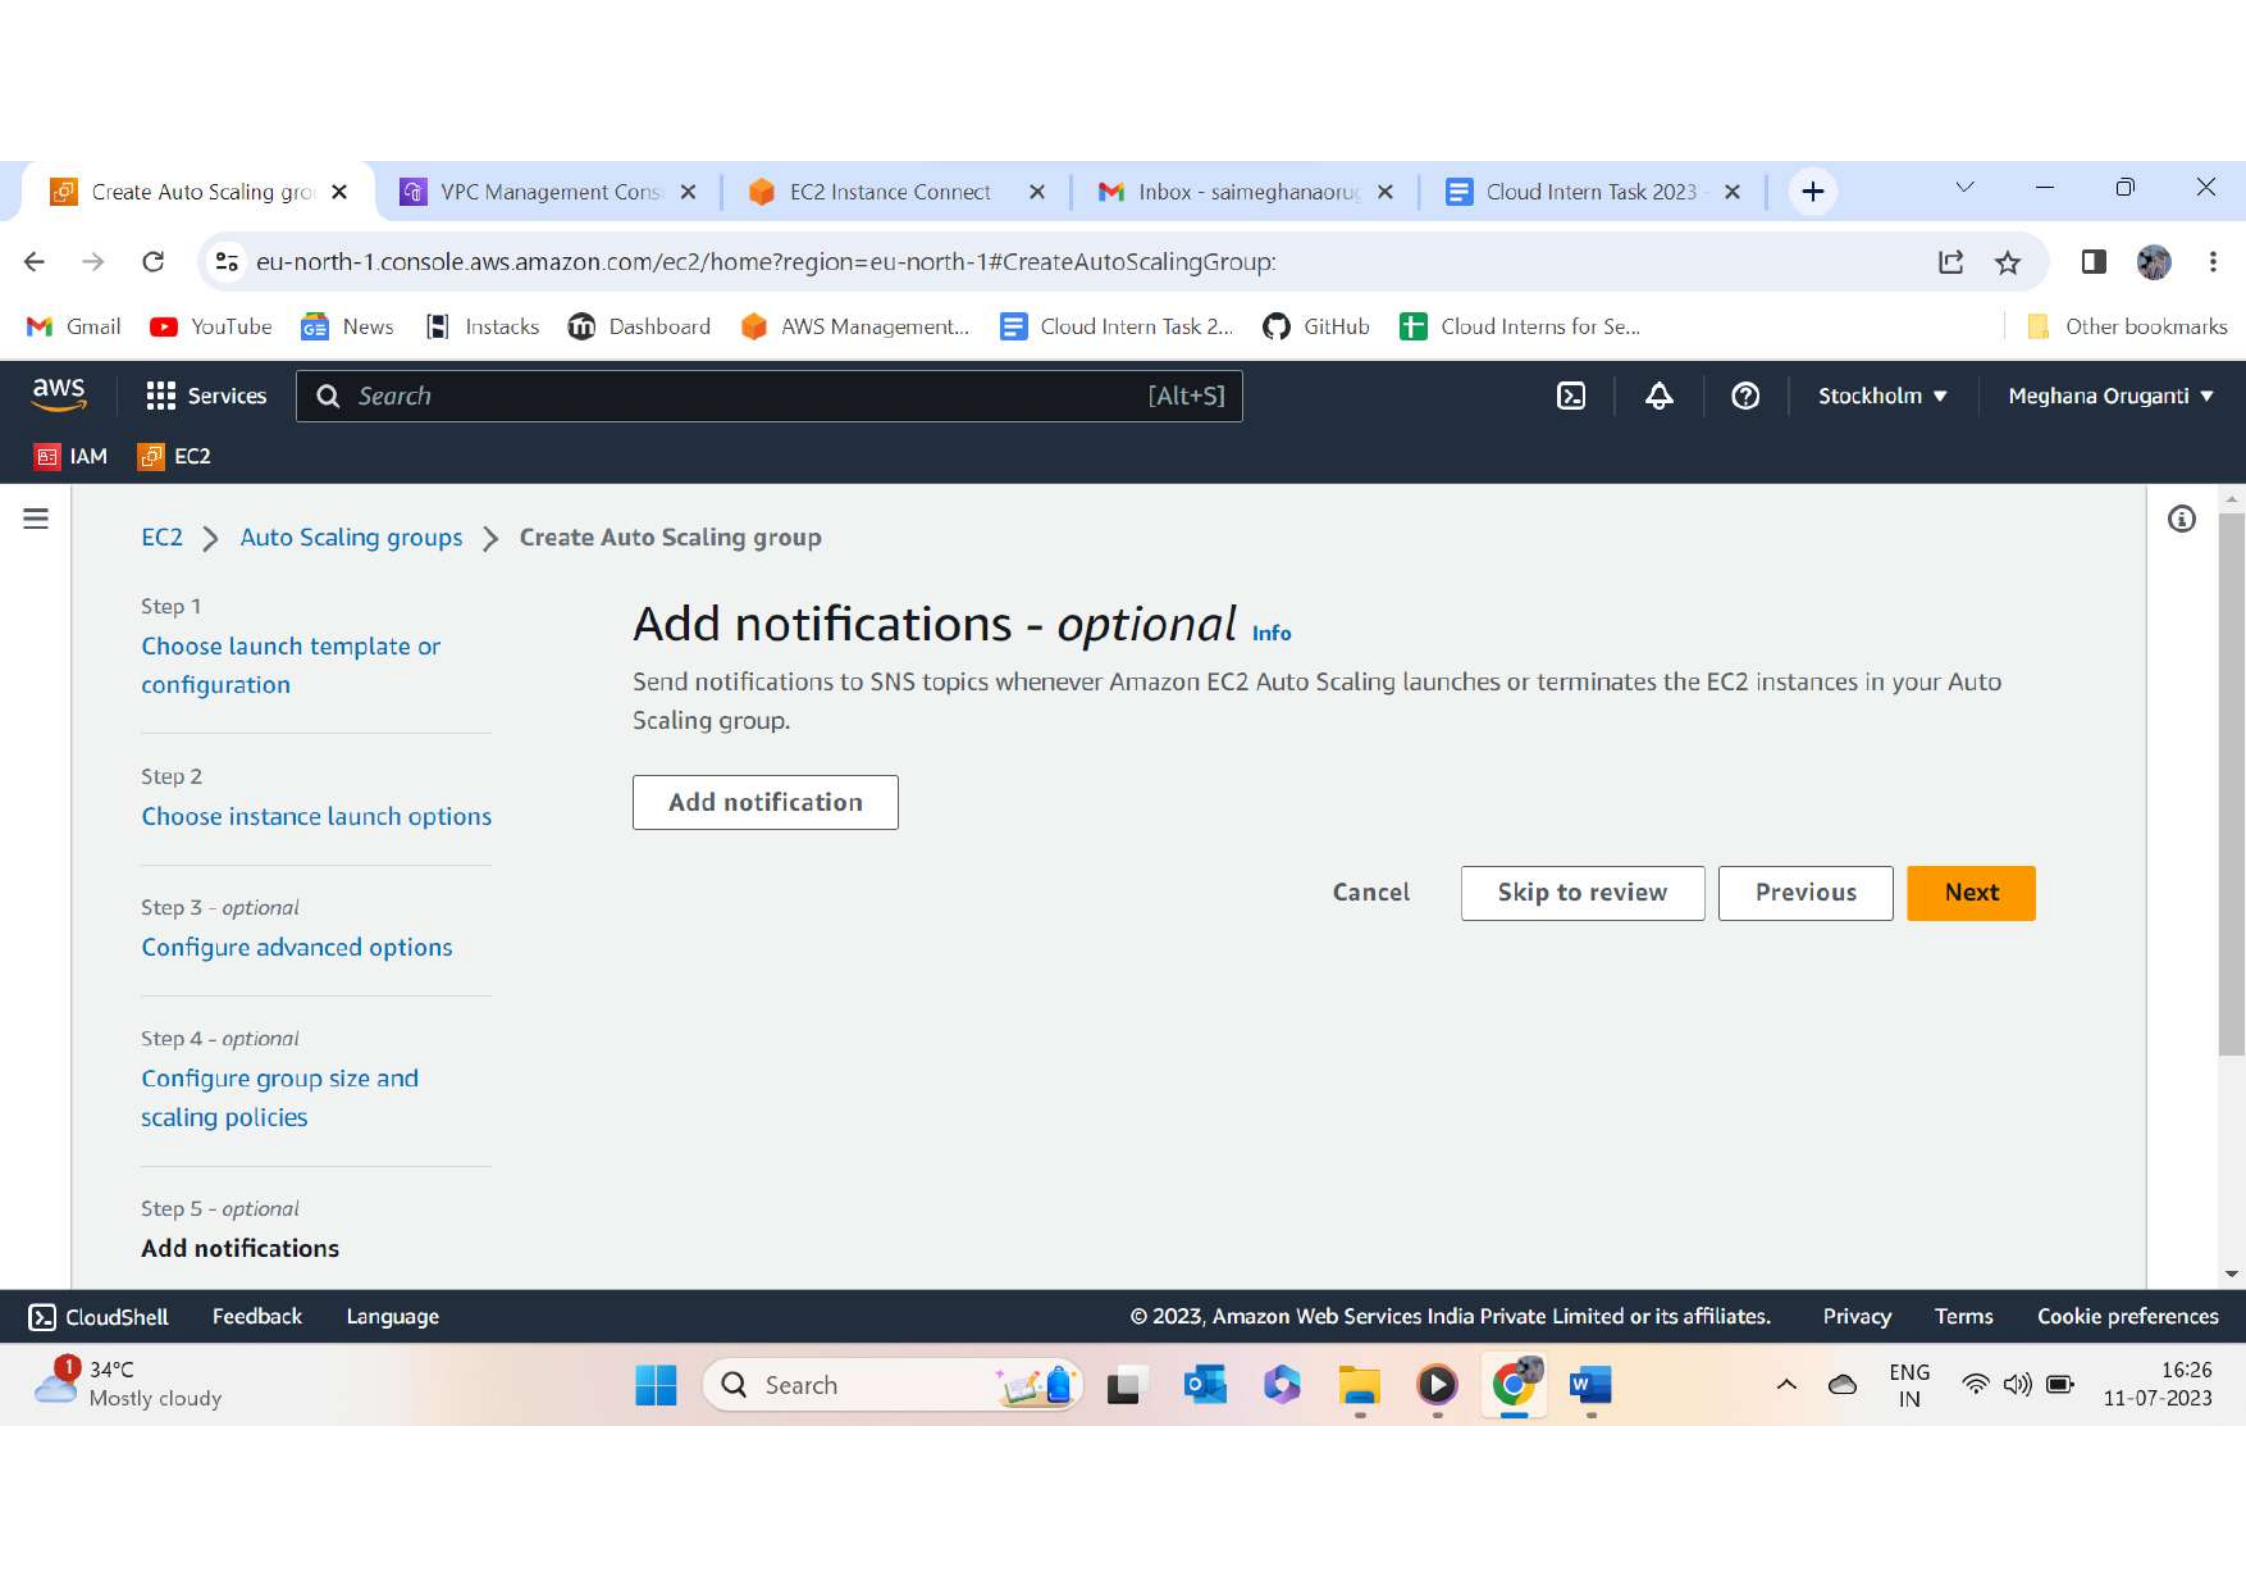 Create Auto Scaling gro
VPC Management Cons
EC2 Instance Connect
Inbox - saimeghanaorug
Cloud Intern Task 2023 -
eu-north-1.console.aws.amazon.com/ec2/home?region=eu-north-1#CreateAutoScalingGroup:
Gmail
YouTube
GE
News
Instacks
Dashboard
AWS Management...
Cloud Intern Task 2...
GitHub
Cloud Interns for Se...
Other bookmarks
aws
Services
Search
[Alt+S]
Stockholm
Meghana Oruganti
IAM
EC2
EC2 > Auto Scaling groups > Create Auto Scaling group
Step 1
Choose launch template or
configuration
Step 2
Choose instance launch options
Step 3 - optional
Configure advanced options
Step 4 - optional
Configure group size and
scaling policies
Step 5 - optional
Add notifications
Add notifications - optional Info
Send notifications to SNS topics whenever Amazon EC2 Auto Scaling launches or terminates the EC2 instances in your Auto
Scaling group.
Add notification
Cancel
Skip to review
Previous
Next
CloudShell
Feedback
Language
© 2023, Amazon Web Services India Private Limited or its affiliates.
Privacy
Terms
Cookie preferences
1
34°C
Mostly cloudy
Search
ENG
IN
16:26
11-07-2023